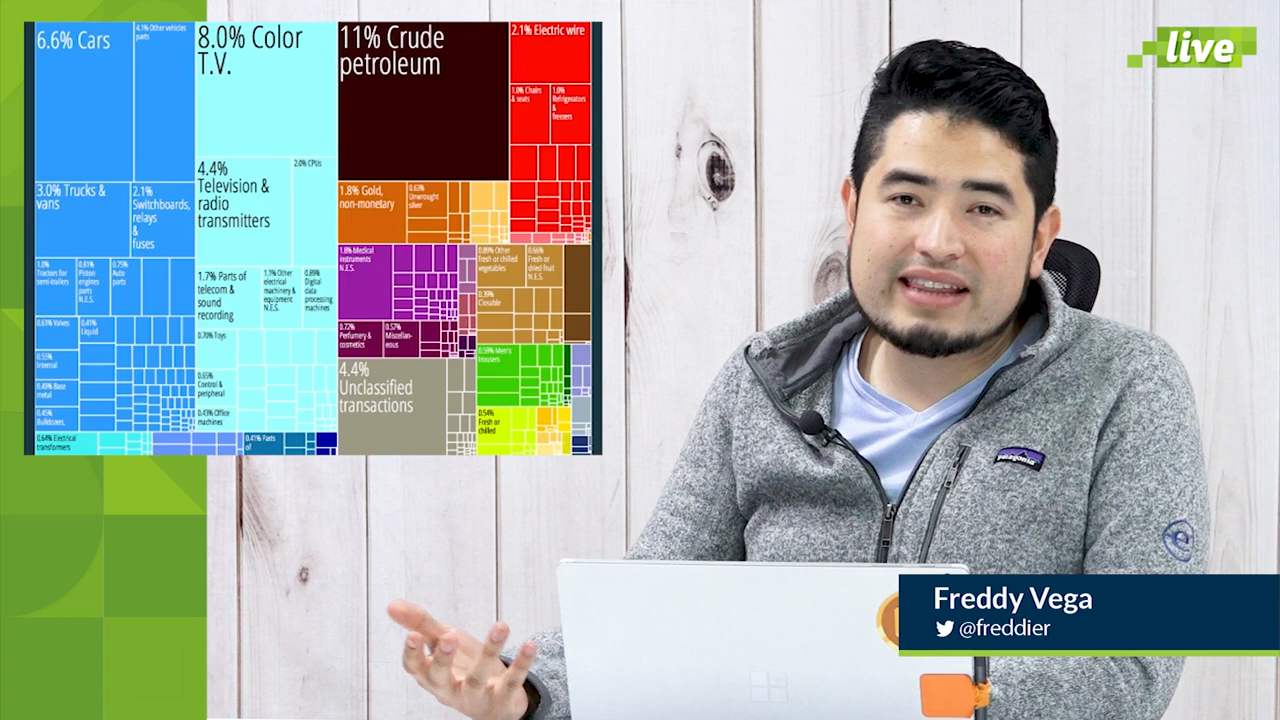 6.6% Cars
4.1% Other vehicles
parts
8.0% Color
T.V.
11% Crude
petroleum
2.1% Electric wire
1.0% Chairs
& seats
1.0%
Refrigerators
&
freezers
3.0% Trucks &
vans
2.1%
Switchboards,
relays
&
fuses
4.4%
Television &
radio
transmitters
2.0% CPUs
1.8% Gold,
non-monetary
0.63%
Unwrought
silver
1.0%
Tractors for
semi-trailers
0.81%
Piston
engines
parts
N.E.S.
0.75%
Auto
parts
1.7% Parts of
telecom &
sound
recording
1.1% Other
electrical
machinery &
equipment
N.E.S.
0.89%
Digital
data
processing
machines
1.8% Medical
instruments
N.E.S.
0.89% Other
fresh or chilled
vegetables
0.66%
Fresh or
dried fruit
N.E.S.
0.39%
0.61% Valves
0.41%
Liquid
0.70% Toys
0.72%
Perfumery &
cosmetics
0.57%
Miscellan-
eous
0.55%
Internal
0.49% Base
metal
0.45%
Bulldozers,
0.65%
Control &
peripheral
0.43% Office
machines
4.4%
Unclassified
transactions
0.59% Men's
trousers
0.54%
Fresh or
chilled
0.64% Electrical
transformers
0.41% Parts
of
live
patagonia
Freddy Vega
@freddier